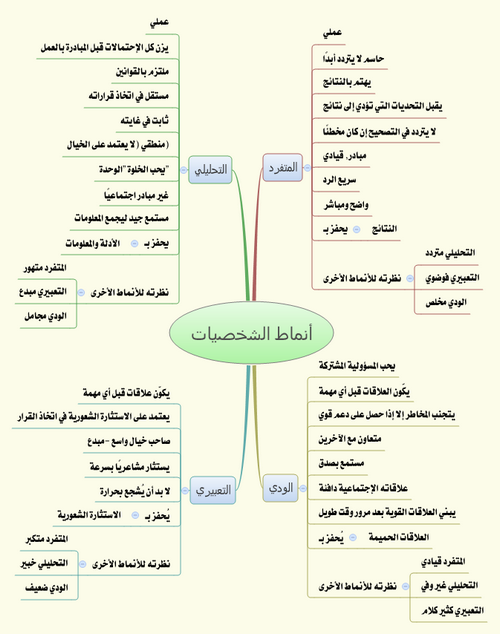 أنماط الشخصيات
المتفرد
عملي
حاسم لا يتردد أبدًا
يهتم بالنتائج
يقبل التحديات التي تؤدي إلى نتائج
لا يتردد في التصحيح إن كان مخطئًا
مبادر، قيادي
سريع الرد
واضح ومباشر
يحفز بـ
النتائج
نظرته للأنماط الأخرى
التحليلي متردد
التعبيري فوضوي
الودي مخلص
التحليلي
عملي
يزن كل الإحتمالات قبل المبادرة بالعمل
ملتزم بالقوانين
مستقل في اتخاذ قراراته
ثابت في غايته
(منطقي (لا يعتمد على الخيال
"يحب الخلوة "الوحدة
غير مبادر اجتماعيًا
مستمع جيد ليجمع المعلومات
يحفز بـ
الأدلة والمعلومات
نظرته للأنماط الأخرى
المتفرد متهور
التعبيري مبدع
الودي مجامل
الودي
يحب المسؤولية المشتركة
يكّون العلاقات قبل أي مهمة
يتجنب المخاطر إلا إذا حصل على دعم قوي
متعاون مع الآخرين
مستمع بصدق
علاقاته الإجتماعية دافئة
يبني العلاقات القوية بعد مرور وقت طويل
يُحفز بـ
العلاقات الحميمة
نظرته للأنماط الأخرى
المتفرد قيادي
التحليلي غير وفي
التعبيري كثير كلام
التعبيري
يكوّن علاقات قبل أي مهمة
يعتمد على الاستثارة الشعورية في اتخاذ القرار
صاحب خيال واسع -مبدع
يستثار مشاعريًا بسرعة
لا بد أن يُشجع بحرارة
يُحفز بـ
الاستثارة الشعورية
نظرته للأنماط الأخرى
المتفرد متكبر
التحليلي خبير
الودي ضعيف